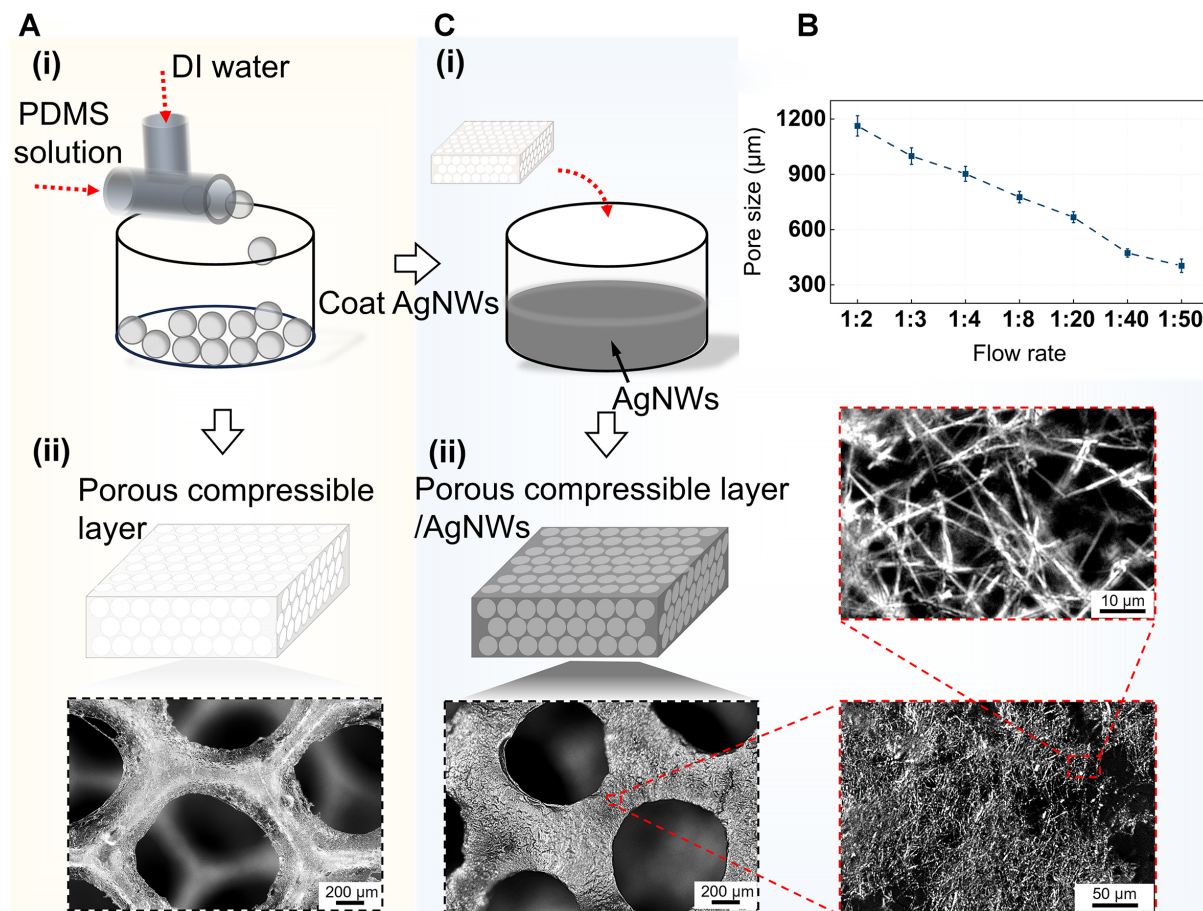 A
(i)
DI water
PDMS
solution
(ii)
Porous compressible
layer
200 µm
Coat AgNWs
C
(i)
AgNWs
(ii)
Porous compressible layer
/AgNWs
200 µm
10 µm
50 µm
B
Pore size (µm)
1200
900
600
300
1:2 1:3 1:4 1:8 1:20 1:40 1:50
Flow rate